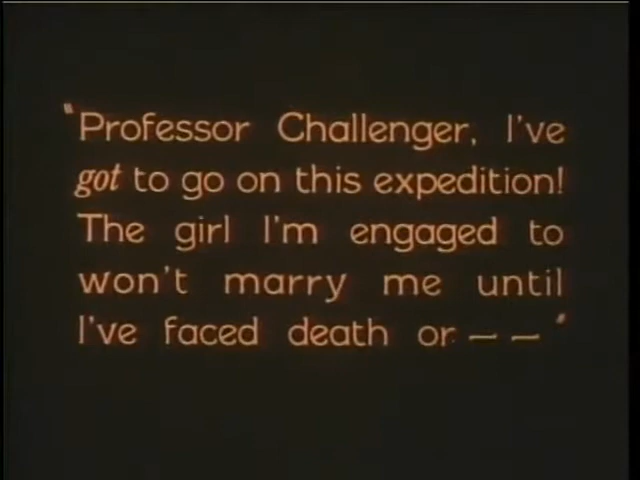 "Professor Challenger, I've
got to go on this expedition!
The girl I'm engaged to
won't marry me until
I've faced death or — —"